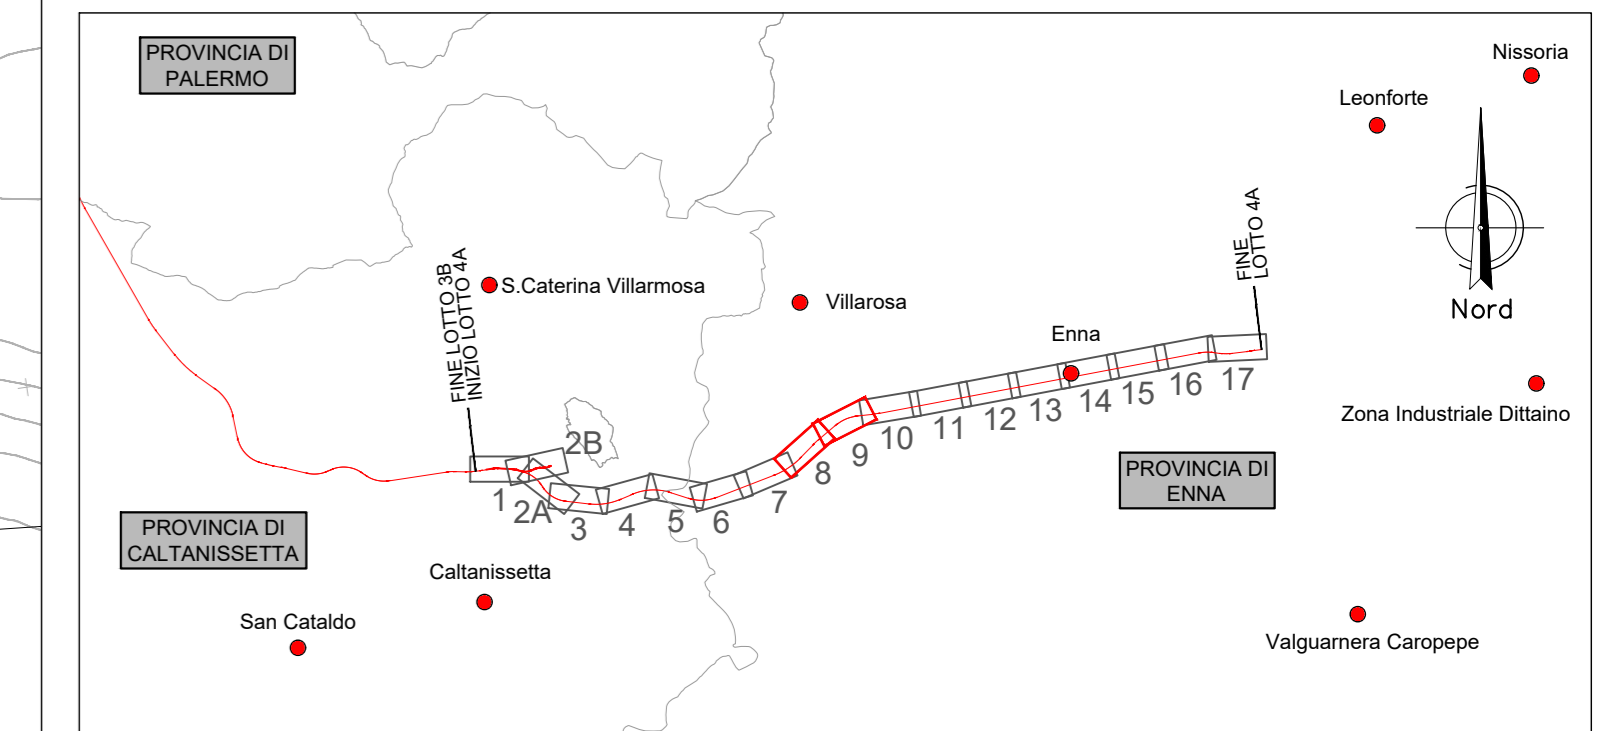 PROVINCIA DI
PALERMO
Nissoria
Leonforte
FINE LOTTO 3B
INIZIO LOTTO 4A
S.Caterina Villarmosa
Villarosa
FINE
LOTTO 4A
Nord
Enna
Zona Industriale Dittaino
1
2A
2B
3
4
5
6
7
8
9
10
11
12
13
14
15
16
17
PROVINCIA DI
ENNA
PROVINCIA DI
CALTANISSETTA
Caltanissetta
San Cataldo
Valguarnera Caropepe